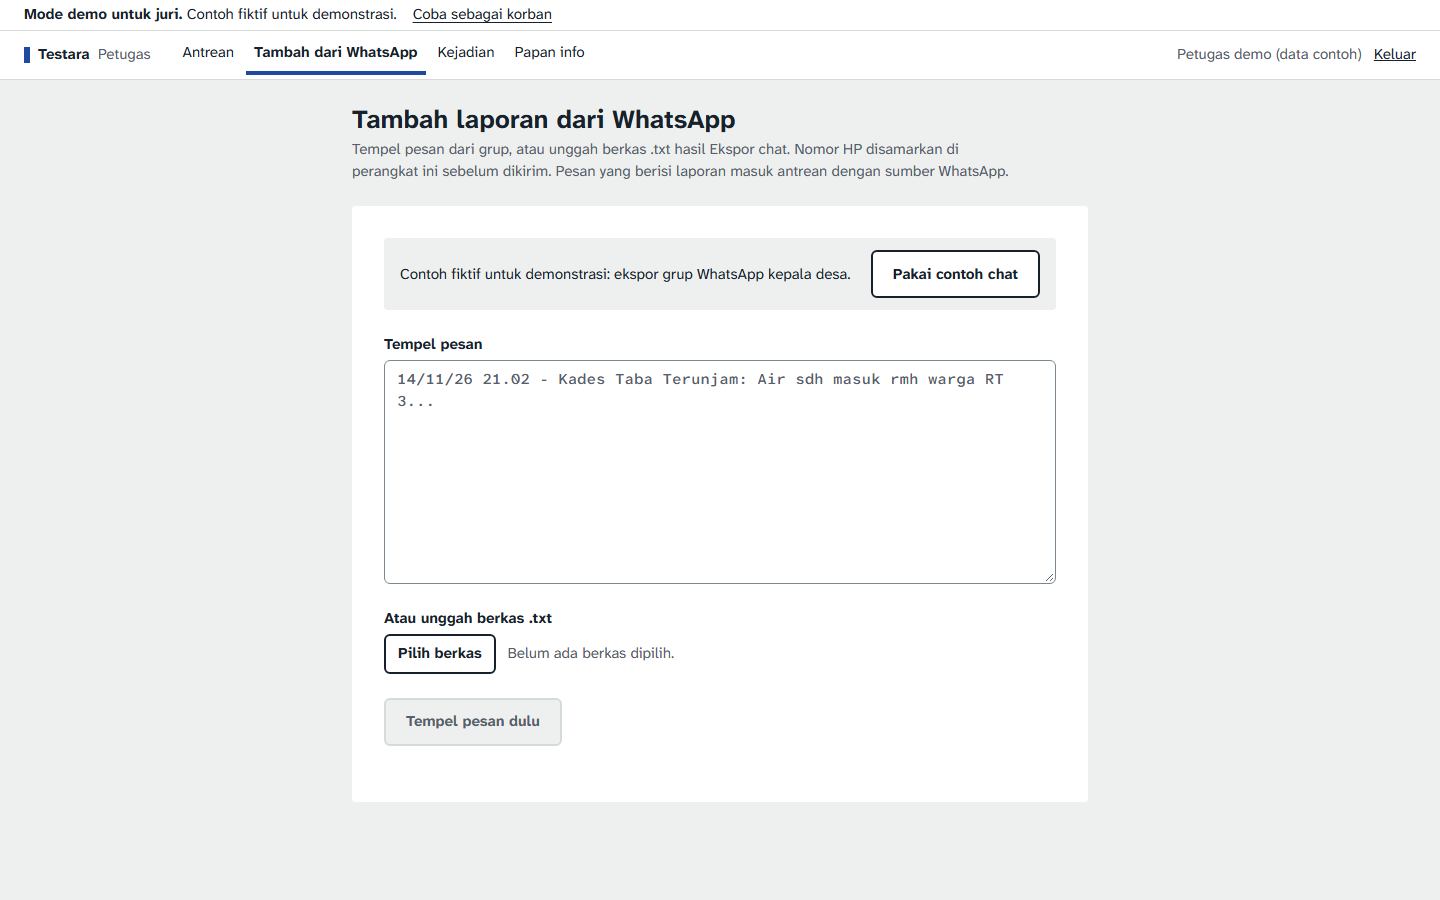 Mode demo untuk juri. Contoh fiktif untuk demonstrasi. Coba sebagai korban
Testara Petugas Antrean Tambah dari WhatsApp Kejadian Papan info Petugas demo (data contoh) Keluar
Tambah laporan dari WhatsApp
Tempel pesan dari grup, atau unggah berkas .txt hasil Ekspor chat. Nomor HP disamarkan di
perangkat ini sebelum dikirim. Pesan yang berisi laporan masuk antrean dengan sumber WhatsApp.
Contoh fiktif untuk demonstrasi: ekspor grup WhatsApp kepala desa. Pakai contoh chat
Tempel pesan
14/11/26 21.02 - Kades Taba Terunjam: Air sdh masuk rmh warga RT
3...
Atau unggah berkas .txt
Pilih berkas Belum ada berkas dipilih.
Tempel pesan dulu